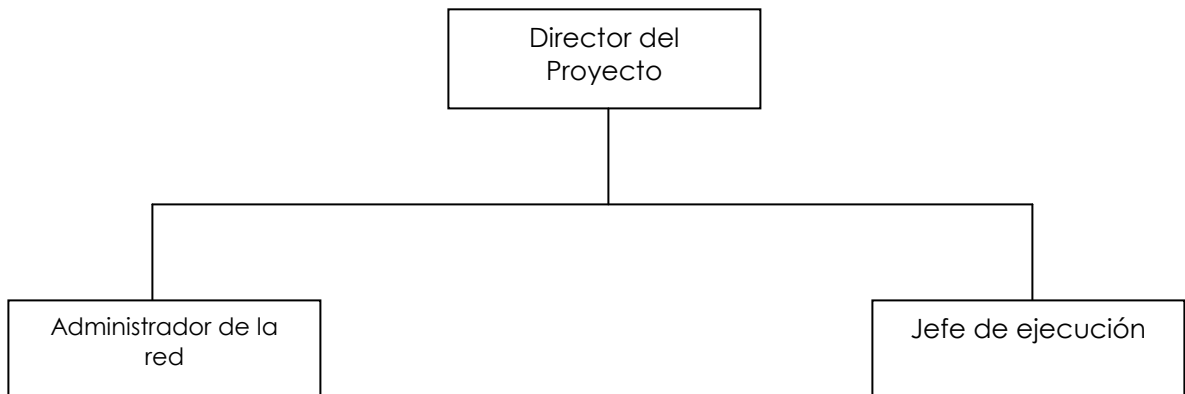 Director del
Proyecto
Administrador de la
red
Jefe de ejecución